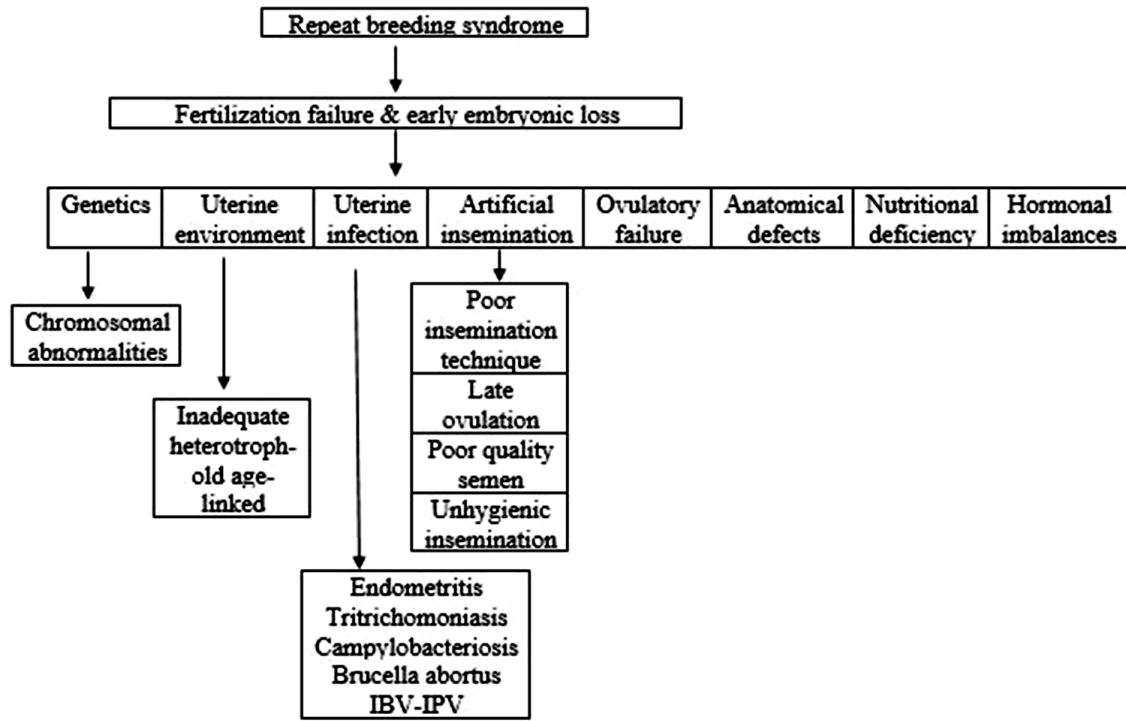 Repeat breeding syndrome
Fertilization failure & early embryonic loss
Genetics
Uterine
environment
Uterine
infection
Artificial
insemination
Ovulatory
failure
Anatomical
defects
Nutritional
deficiency
Hormonal
imbalances
Chromosomal
abnormalities
Inadequate
heterotroph-
old age-
linked
Poor
insemination
technique
Late
ovulation
Poor quality
semen
Unhygienic
insemination
Endometritis
Tritrichomoniasis
Campylobacteriosis
Brucella abortus
IBV-IPV